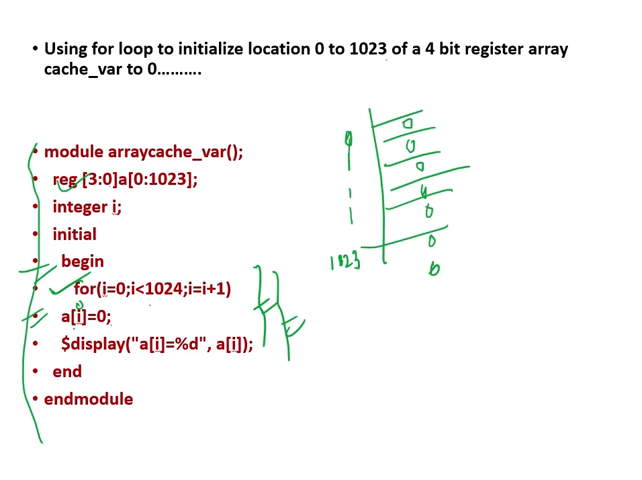 • Using for loop to initialize location 0 to 1023 of a 4 bit register array
cache_var to 0..........
• module arraycache_var();
• reg [3:0]a[0:1023];
• integer i;
• initial
• begin
• for(i=0;i<1024;i=i+1)
• a[i]=0;
• $display("a[i]=%d", a[i]);
• end
• endmodule
0
0
0
0
0
0
1023
0